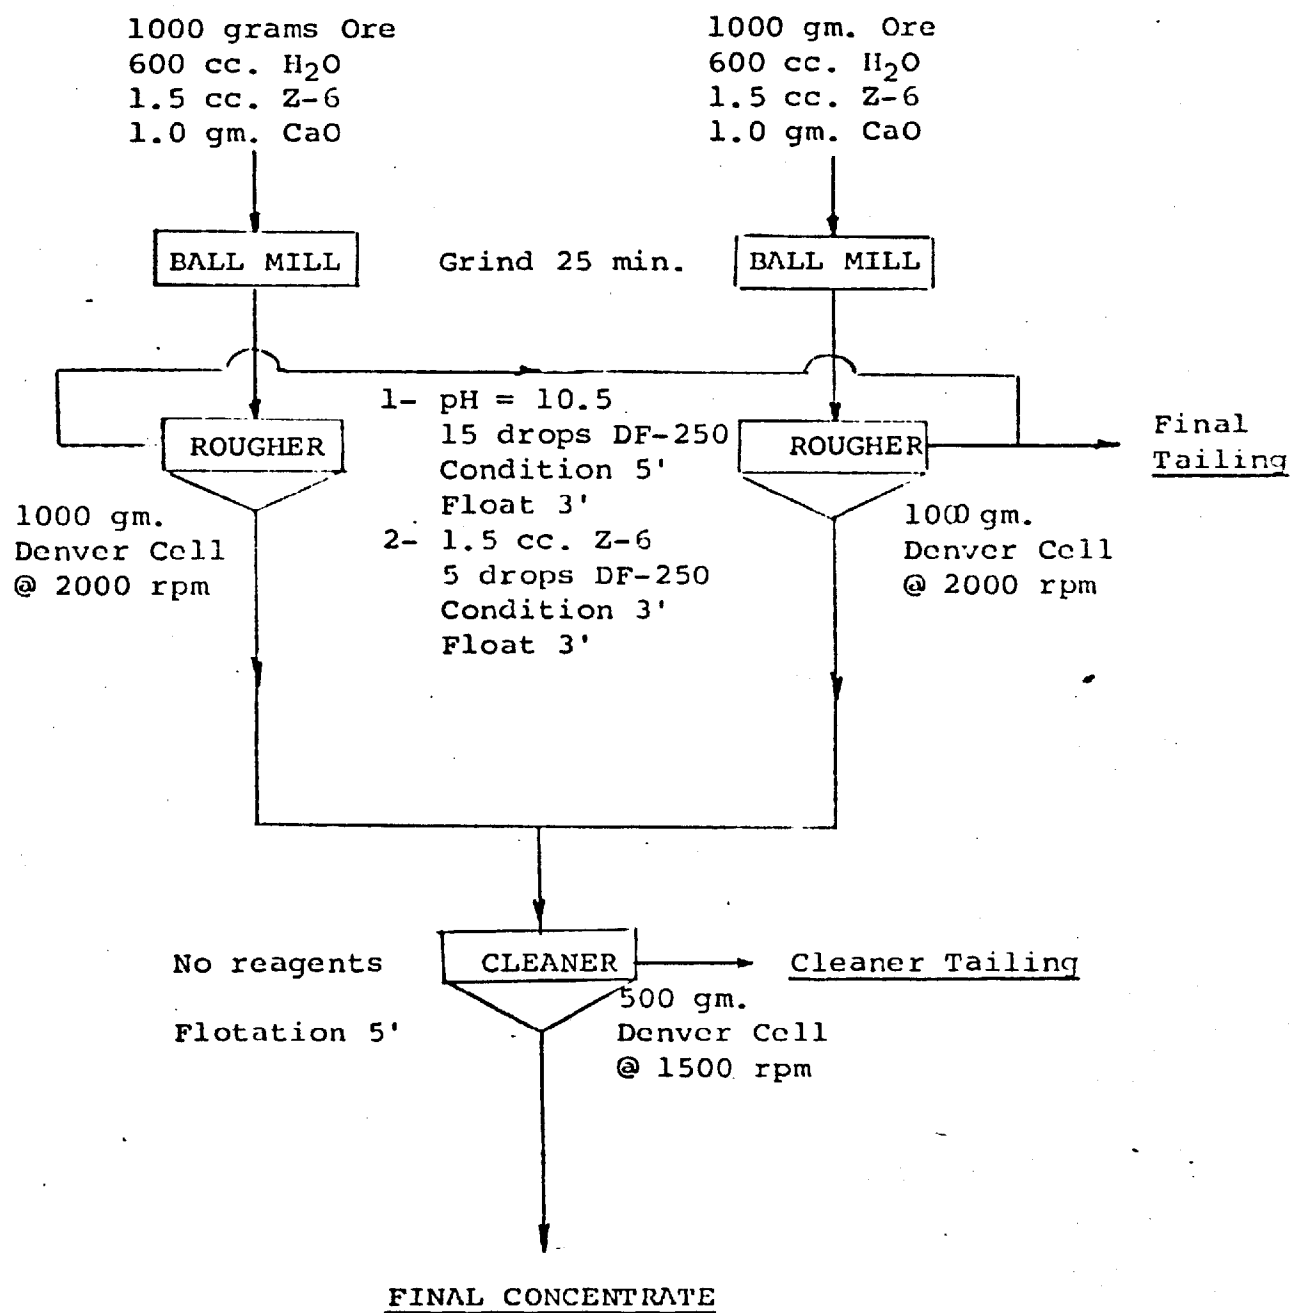 1000 grams Ore
600 cc. H2O
1.5 cc. Z-6
1.0 gm. CaO
1000 gm. Ore
600 cc. H2O
1.5 cc. Z-6
1.0 gm. CaO
BALL MILL
Grind 25 min.
BALL MILL
ROUGHER
1- pH = 10.5
15 drops DF-250
Condition 5'
Float 3'
2- 1.5 cc. Z-6
5 drops DF-250
Condition 3'
Float 3'
ROUGHER
Final
Tailing
1000 gm.
Denver Cell
@ 2000 rpm
1000 gm.
Denver Cell
@ 2000 rpm
No reagents
Flotation 5'
CLEANER
Cleaner Tailing
500 gm.
Denver Cell
@ 1500 rpm
FINAL CONCENTRATE